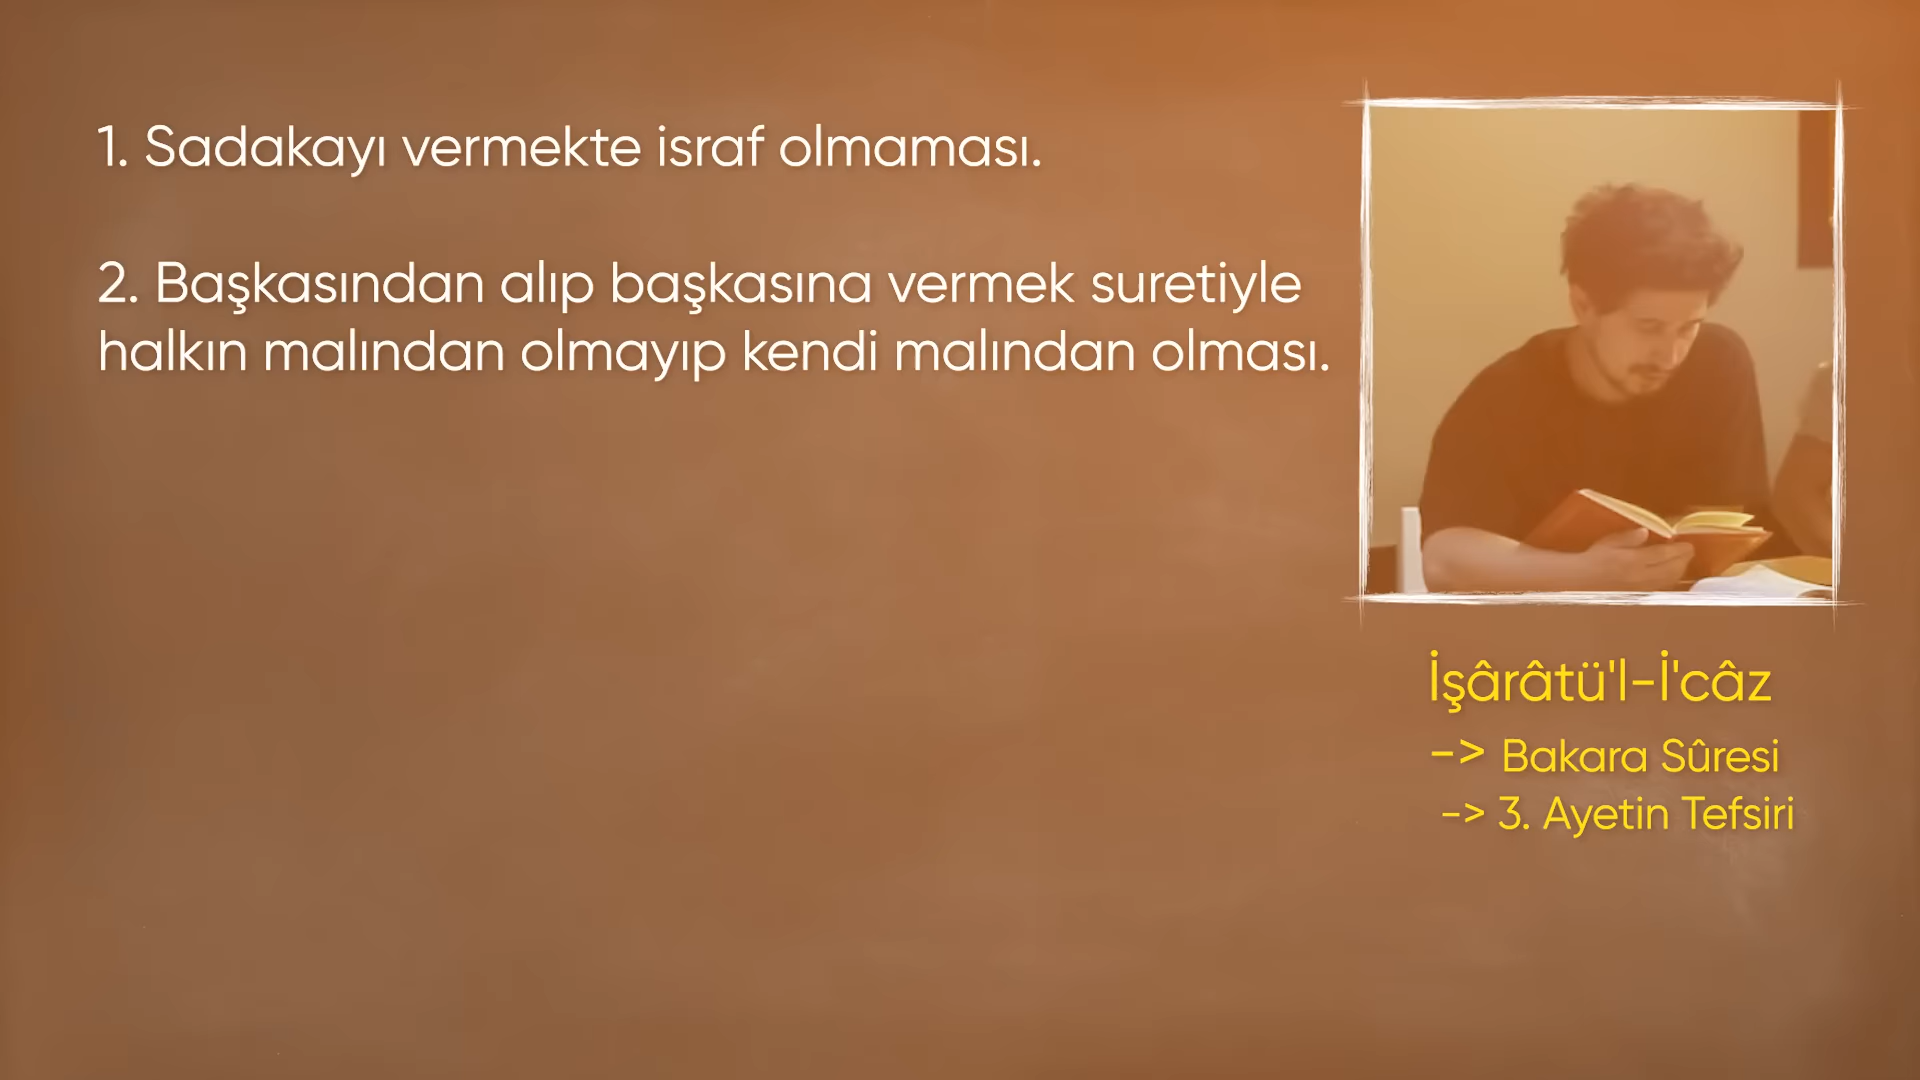 1. Sadakayı vermekte israf olmaması.
2. Başkasından alıp başkasına vermek suretiyle
halkın malından olmayıp kendi malından olması.
İşârâtü'l-İ'câz
-> Bakara Sûresi
-> 3. Ayetin Tefsiri